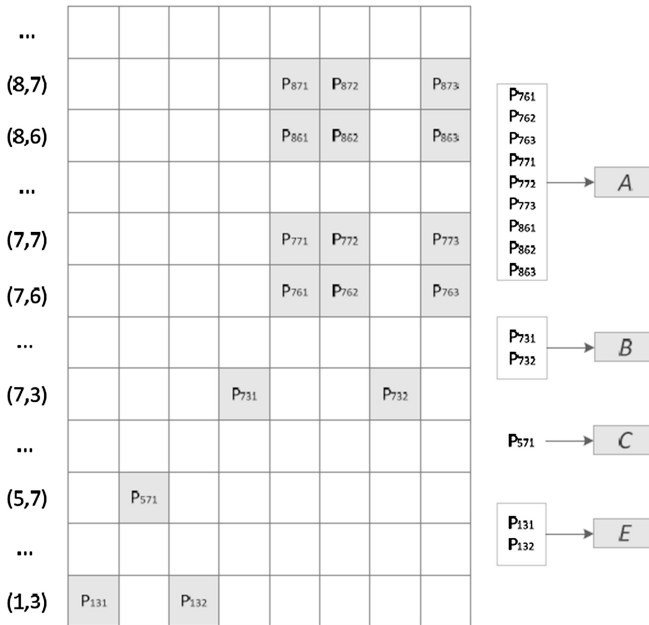 ...
(8,7) P871 P872 P873
(8,6) P861 P862 P863
...
(7,7) P771 P772 P773
(7,6) P761 P762 P763
...
(7,3) P731 P732
...
(5,7) P571
...
(1,3) P131 P132
P761
P762
P763
P771
P772 A
P773
P861
P862
P863
P731
P732
B
P571 C
P131
P132
E